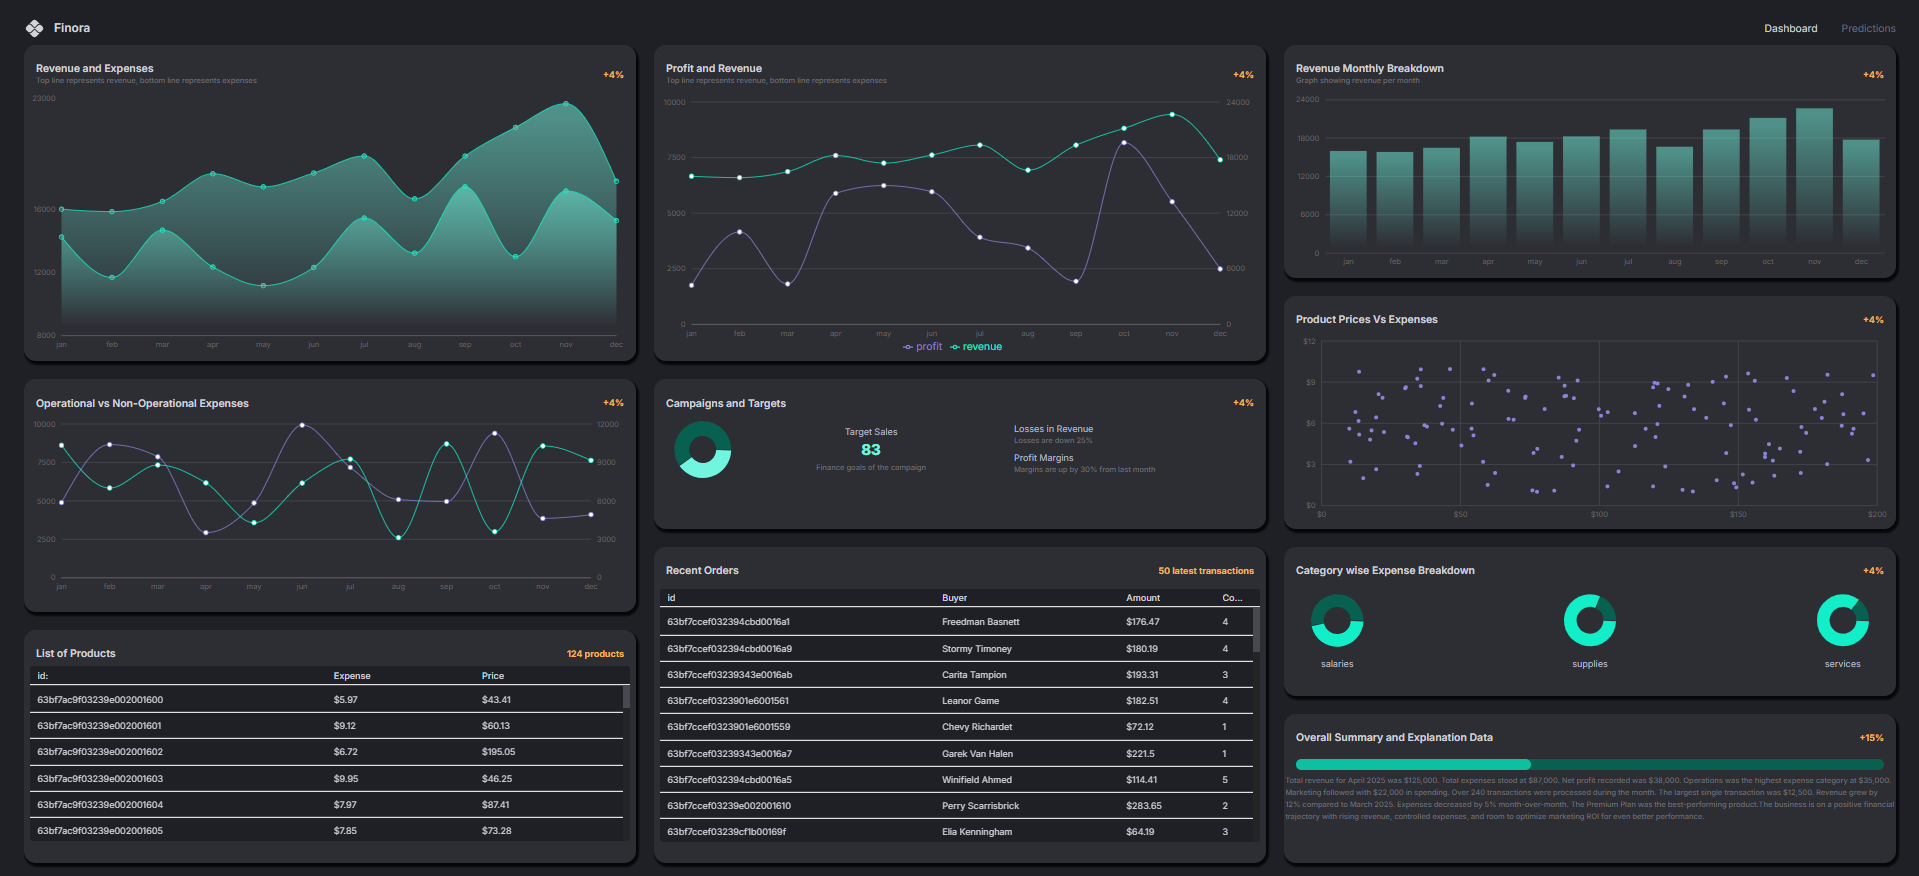 Finora
Dashboard
Predictions
Revenue and Expenses
Top line represents revenue, bottom line represents expenses
+4%
23000
16000
12000
8000
jan feb mar apr may jun jul aug sep oct nov dec
Profit and Revenue
Top line represents revenue, bottom line represents expenses
+4%
10000 24000
7500 18000
5000 12000
2500 6000
0 0
jan feb mar apr may jun jul aug sep oct nov dec
profit revenue
Revenue Monthly Breakdown
Graph showing revenue per month
+4%
24000
18000
12000
6000
0
jan feb mar apr may jun jul aug sep oct nov dec
Operational vs Non-Operational Expenses
+4%
10000 12000
7500 9000
5000 6000
2500 3000
0 0
jan feb mar apr may jun jul aug sep oct nov dec
Campaigns and Targets
+4%
Target Sales
83
Finance goals of the campaign
Losses in Revenue
Losses are down 25%
Profit Margins
Margins are up by 30% from last month
Product Prices Vs Expenses
+4%
$12
$9
$6
$3
$0
$0 $50 $100 $150 $200
List of Products
124 products
id: Expense Price
63bf7ac9f03239e002001600 $5.97 $43.41
63bf7ac9f03239e002001601 $9.12 $60.13
63bf7ac9f03239e002001602 $6.72 $195.05
63bf7ac9f03239e002001603 $9.95 $46.25
63bf7ac9f03239e002001604 $7.97 $87.41
63bf7ac9f03239e002001605 $7.85 $73.28
Recent Orders
50 latest transactions
id Buyer Amount Co...
63bf7ccef032394cbd0016a1 Freedman Basnett $176.47 4
63bf7ccef032394cbd0016a9 Stormy Timoney $180.19 4
63bf7ccef03239343e0016ab Carita Tampion $193.31 3
63bf7ccef0323901e6001561 Leanor Game $182.51 4
63bf7ccef0323901e6001559 Chevy Richardet $72.12 1
63bf7ccef03239343e0016a7 Garek Van Halen $221.5 1
63bf7ccef032394cbd0016a5 Winifield Ahmed $114.41 5
63bf7ccef03239e002001610 Perry Scarrisbrick $283.65 2
63bf7ccef03239cf1b00169f Elia Kenningham $64.19 3
Category wise Expense Breakdown
+4%
salaries supplies services
Overall Summary and Explanation Data
+15%
Total revenue for April 2025 was $125,000. Total expenses stood at $87,000. Net profit recorded was $38,000. Operations was the highest expense category at $35,000.
Marketing followed with $22,000 in spending. Over 240 transactions were processed during the month. The largest single transaction was $12,500. Revenue grew by
12% compared to March 2025. Expenses decreased by 5% month-over-month. The Premium Plan was the best-performing product.The business is on a positive financial
trajectory with rising revenue, controlled expenses, and room to optimize marketing ROI for even better performance.